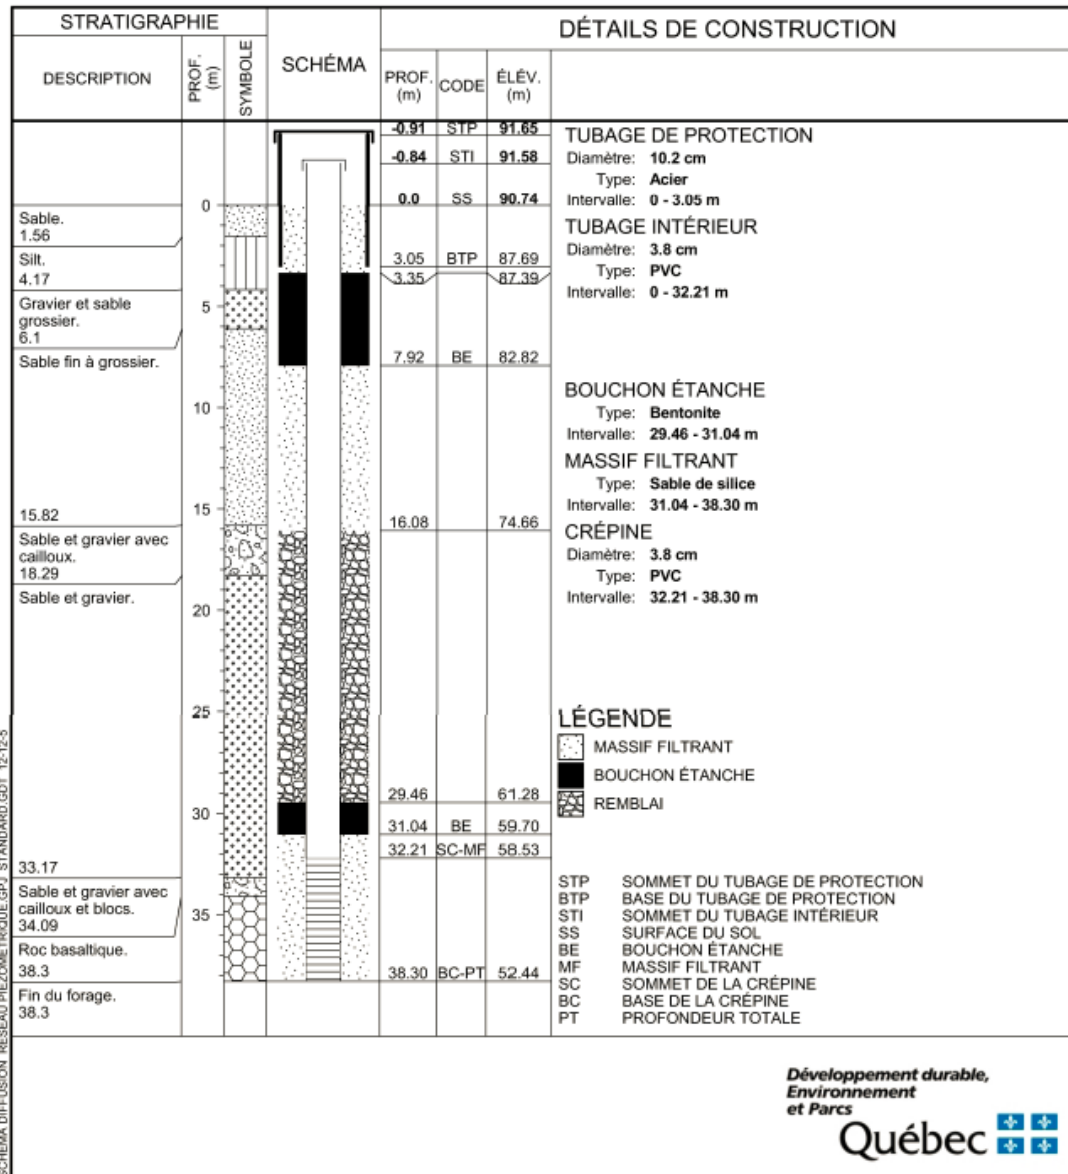 STRATIGRAPHIE
DESCRIPTION
PROF. (m)
SYMBOLE
SCHÉMA
DÉTAILS DE CONSTRUCTION
PROF. (m)
CODE
ÉLÉV. (m)
-0.91 STP 91.65
-0.84 STI 91.58
0.0 SS 90.74
3.05 BTP 87.69
3.35 87.39
7.92 BE 82.82
16.08 74.66
29.46 61.28
31.04 BE 59.70
32.21 SC-MF 58.53
38.30 BC-PT 52.44
Sable.
1.56
Silt.
4.17
Gravier et sable
grossier.
6.1
Sable fin à grossier.
15.82
Sable et gravier avec
cailloux.
18.29
Sable et gravier.
33.17
Sable et gravier avec
cailloux et blocs.
34.09
Roc basaltique.
38.3
Fin du forage.
38.3
0
5
10
15
20
25
30
35
TUBAGE DE PROTECTION
Diamètre: 10.2 cm
Type: Acier
Intervalle: 0 - 3.05 m
TUBAGE INTÉRIEUR
Diamètre: 3.8 cm
Type: PVC
Intervalle: 0 - 32.21 m
BOUCHON ÉTANCHE
Type: Bentonite
Intervalle: 29.46 - 31.04 m
MASSIF FILTRANT
Type: Sable de silice
Intervalle: 31.04 - 38.30 m
CRÉPINE
Diamètre: 3.8 cm
Type: PVC
Intervalle: 32.21 - 38.30 m
LÉGENDE
MASSIF FILTRANT
BOUCHON ÉTANCHE
REMBLAI
STP SOMMET DU TUBAGE DE PROTECTION
BTP BASE DU TUBAGE DE PROTECTION
STI SOMMET DU TUBAGE INTÉRIEUR
SS SURFACE DU SOL
BE BOUCHON ÉTANCHE
MF MASSIF FILTRANT
SC SOMMET DE LA CRÉPINE
BC BASE DE LA CRÉPINE
PT PROFONDEUR TOTALE
SCHEMA DIFFUSION RESEAU PIEZOMETRIQUE.GPJ STANDARD.GDT 12-12-5
Développement durable,
Environnement
et Parcs
Québec